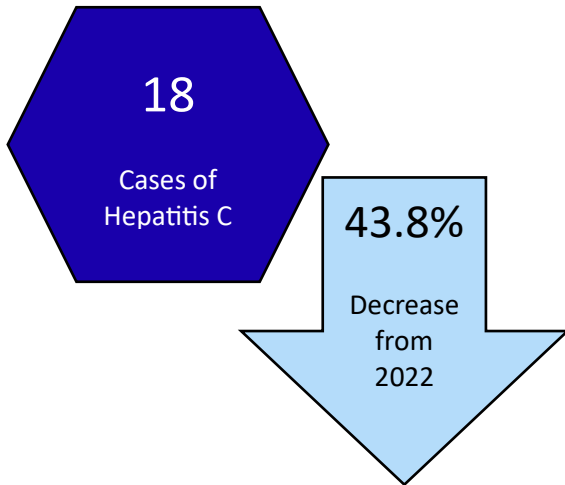 18
Cases of
Hepatitis C
43.8%
Decrease
from
2022